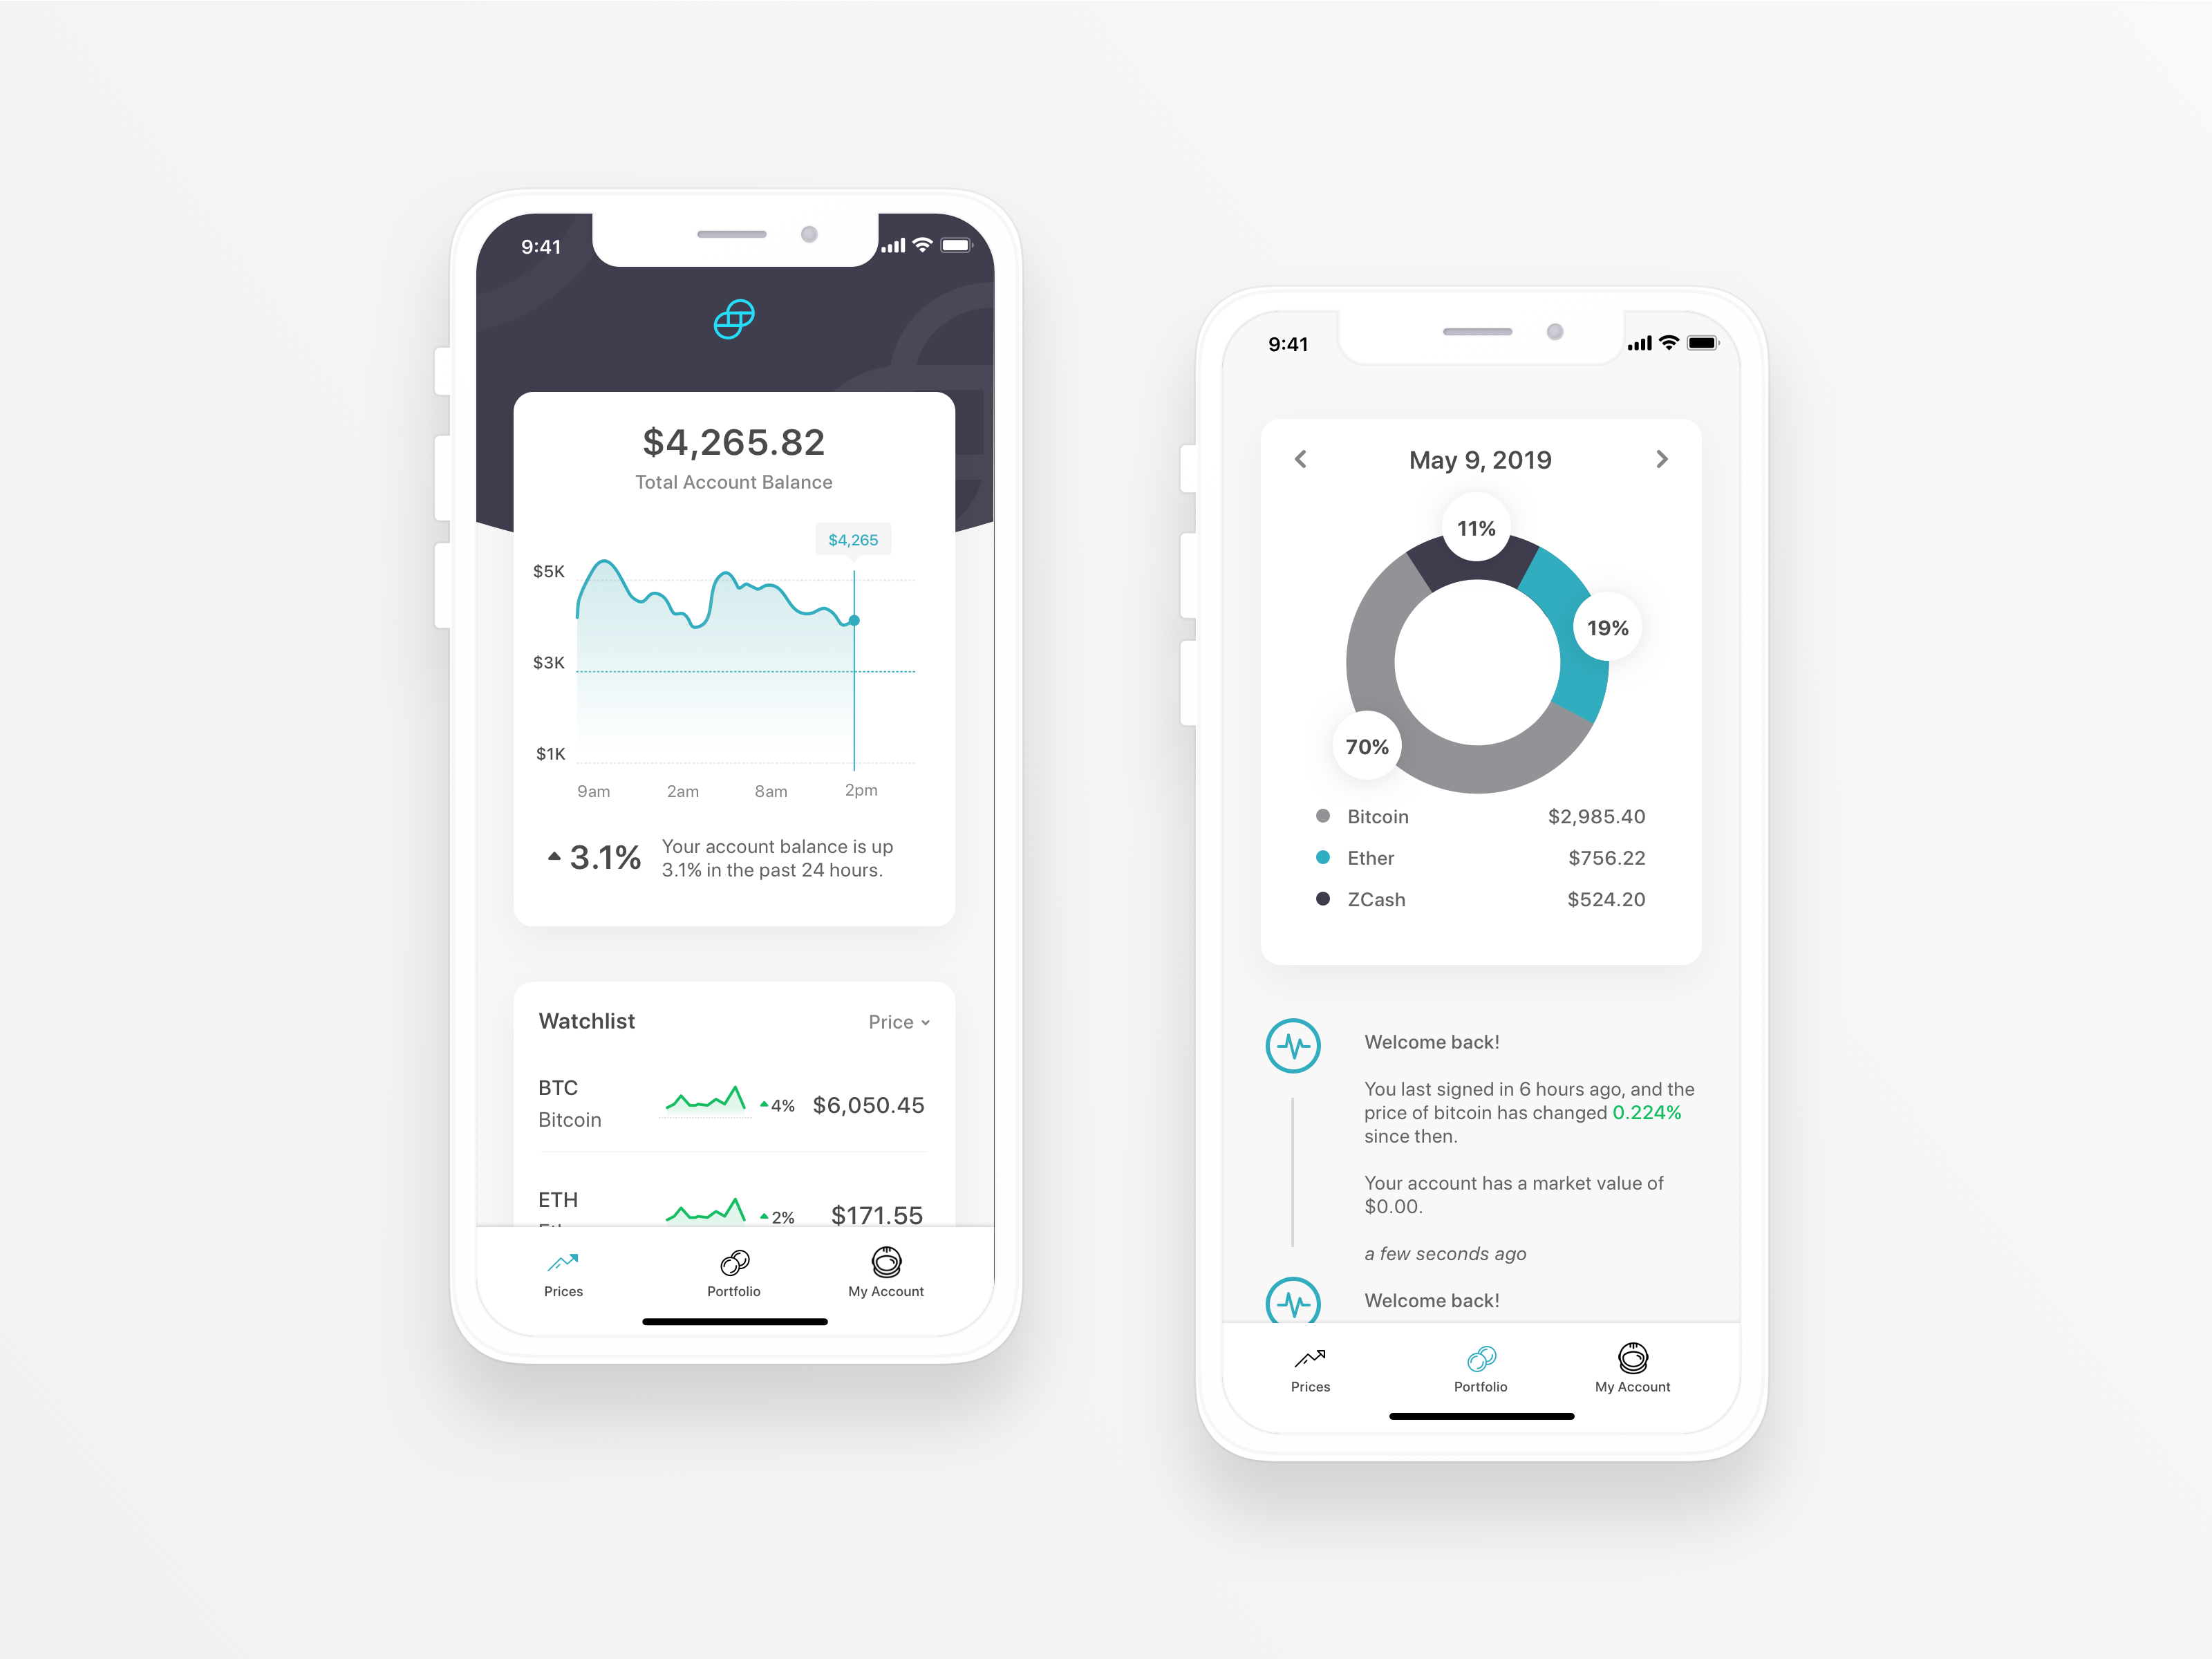 9:41
$4,265.82
Total Account Balance
$4,265
$5K
$3K
$1K
9am 2am 8am 2pm
3.1%
Your account balance is up
3.1% in the past 24 hours.
Watchlist Price
BTC
Bitcoin
4% $6,050.45
ETH
2% $171.55
Prices Portfolio My Account
9:41
May 9, 2019
11%
19%
70%
Bitcoin $2,985.40
Ether $756.22
ZCash $524.20
Welcome back!
You last signed in 6 hours ago, and the
price of bitcoin has changed 0.224%
since then.
Your account has a market value of
$0.00.
a few seconds ago
Welcome back!
Prices Portfolio My Account